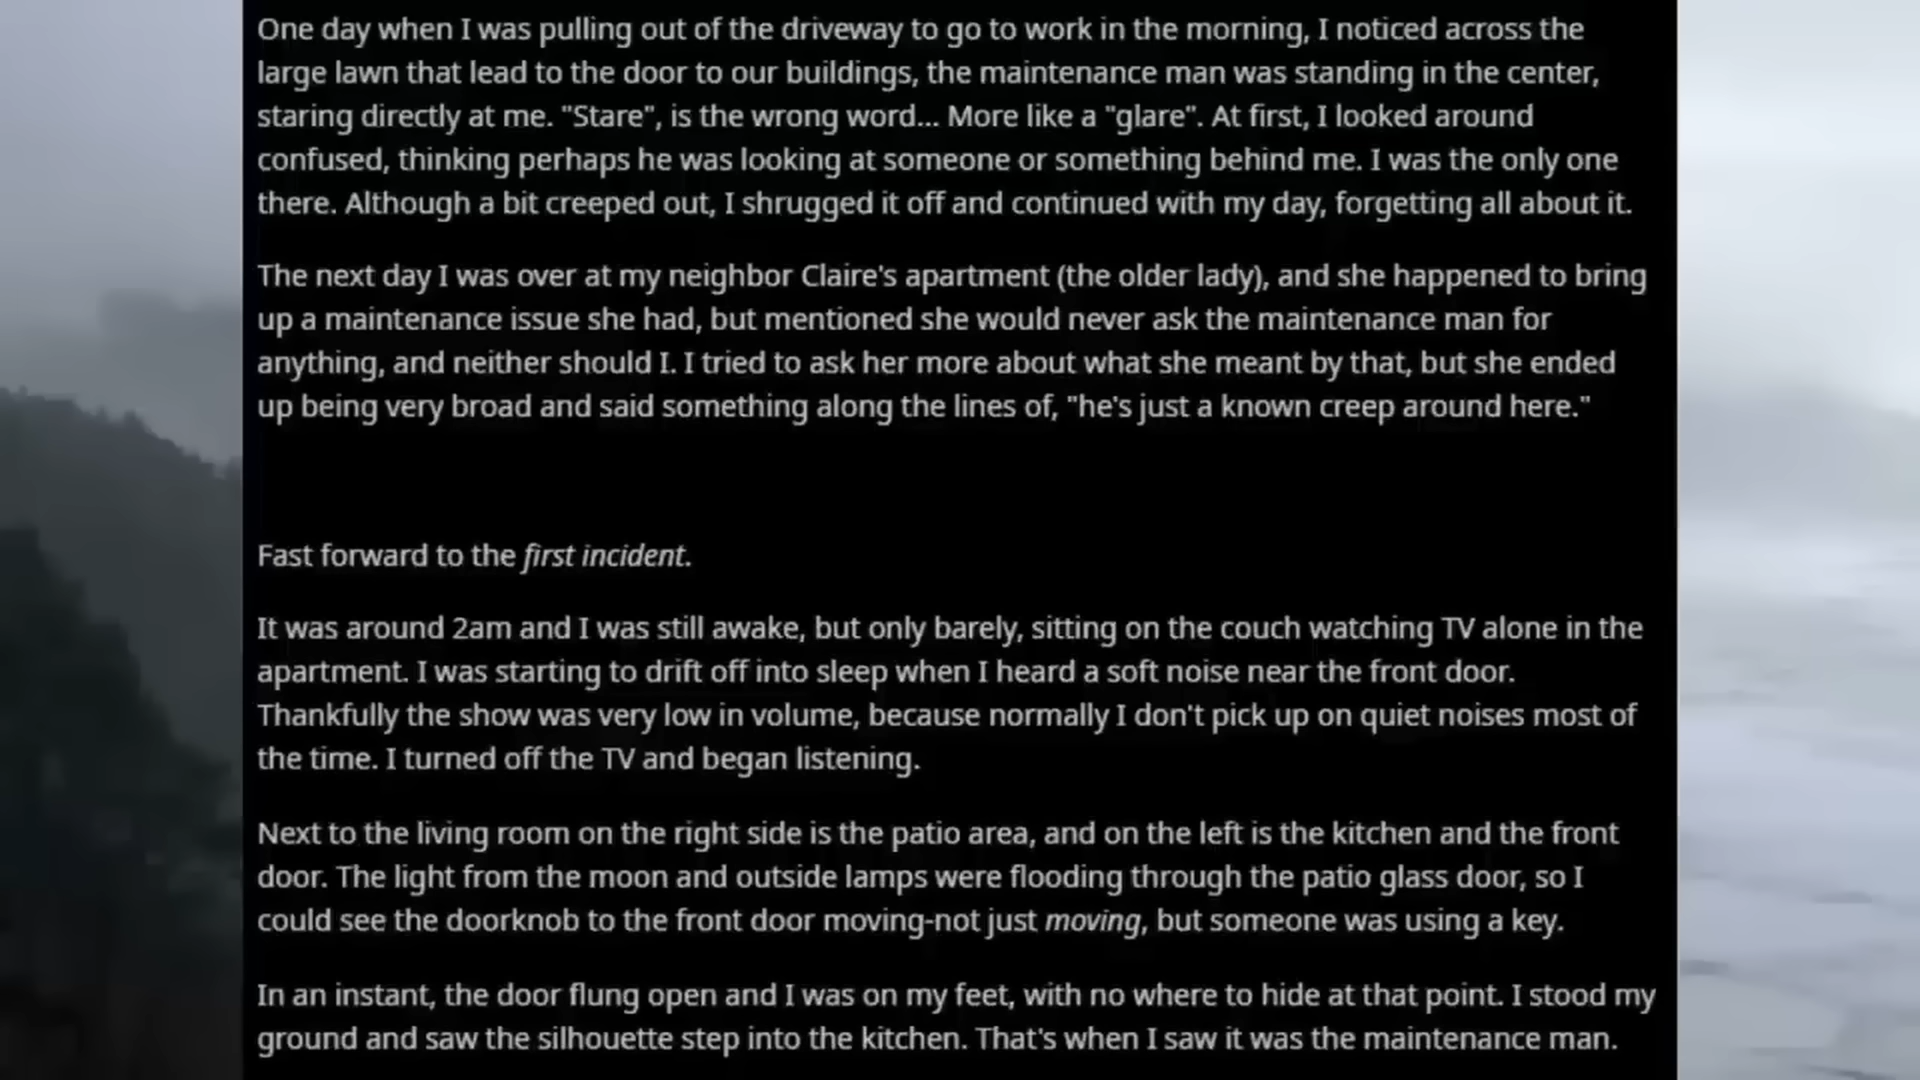 One day when I was pulling out of the driveway to go to work in the morning, I noticed across the
large lawn that lead to the door to our buildings, the maintenance man was standing in the center,
staring directly at me. "Stare", is the wrong word... More like a "glare". At first, I looked around
confused, thinking perhaps he was looking at someone or something behind me. I was the only one
there. Although a bit creeped out, I shrugged it off and continued with my day, forgetting all about it.
The next day I was over at my neighbor Claire's apartment (the older lady), and she happened to bring
up a maintenance issue she had, but mentioned she would never ask the maintenance man for
anything, and neither should I. I tried to ask her more about what she meant by that, but she ended
up being very broad and said something along the lines of, "he's just a known creep around here."
Fast forward to the first incident.
It was around 2am and I was still awake, but only barely, sitting on the couch watching TV alone in the
apartment. I was starting to drift off into sleep when I heard a soft noise near the front door.
Thankfully the show was very low in volume, because normally I don't pick up on quiet noises most of
the time. I turned off the TV and began listening.
Next to the living room on the right side is the patio area, and on the left is the kitchen and the front
door. The light from the moon and outside lamps were flooding through the patio glass door, so I
could see the doorknob to the front door moving-not just moving, but someone was using a key.
In an instant, the door flung open and I was on my feet, with no where to hide at that point. I stood my
ground and saw the silhouette step into the kitchen. That's when I saw it was the maintenance man.